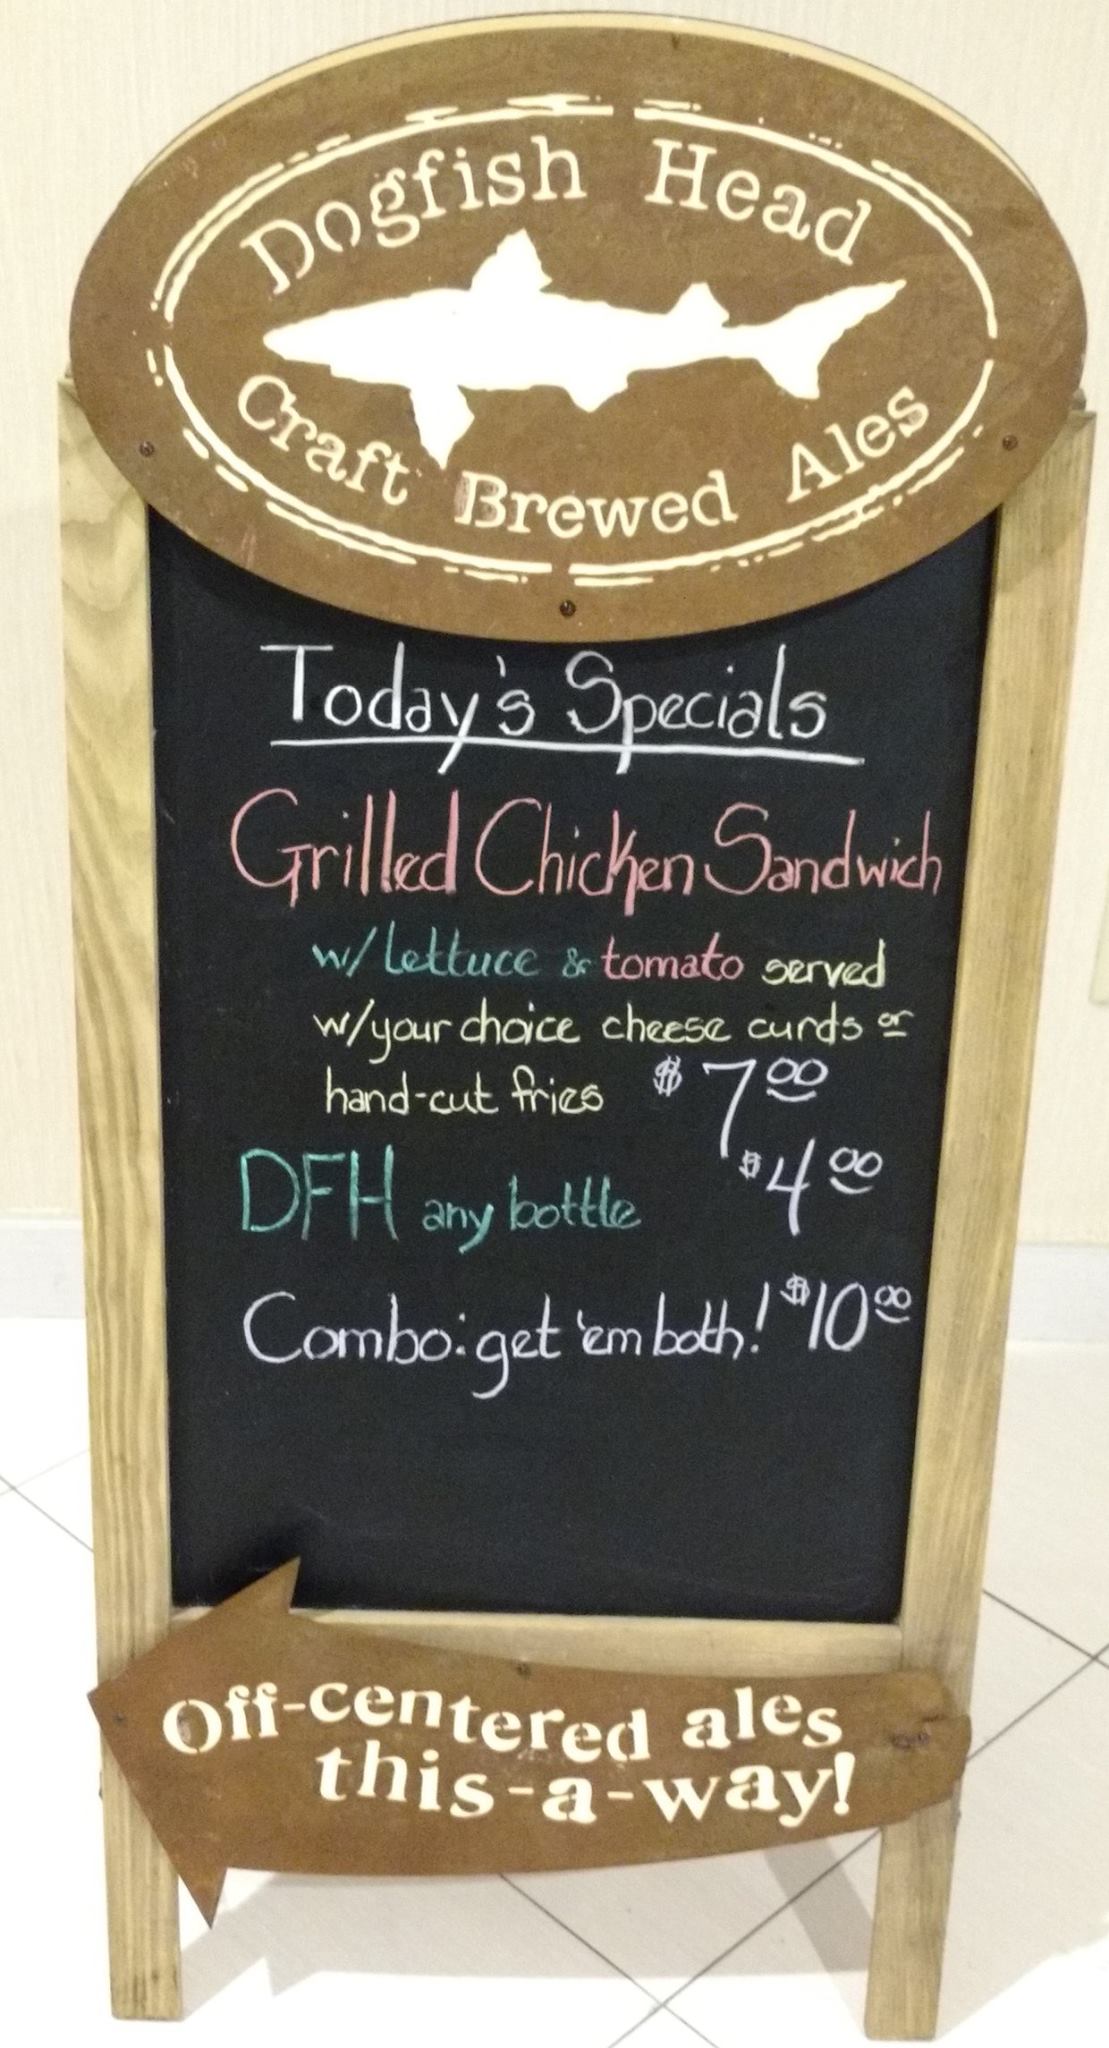 Dogfish Head
Craft Brewed Ales
Today's Specials
Grilled Chicken Sandwich
w/ lettuce & tomato served
w/your choice cheese curds or
hand-cut fries $7.00
DFH any bottle $4.00
Combo: get 'em both! $10.00
Off-centered ales
this-a-way!